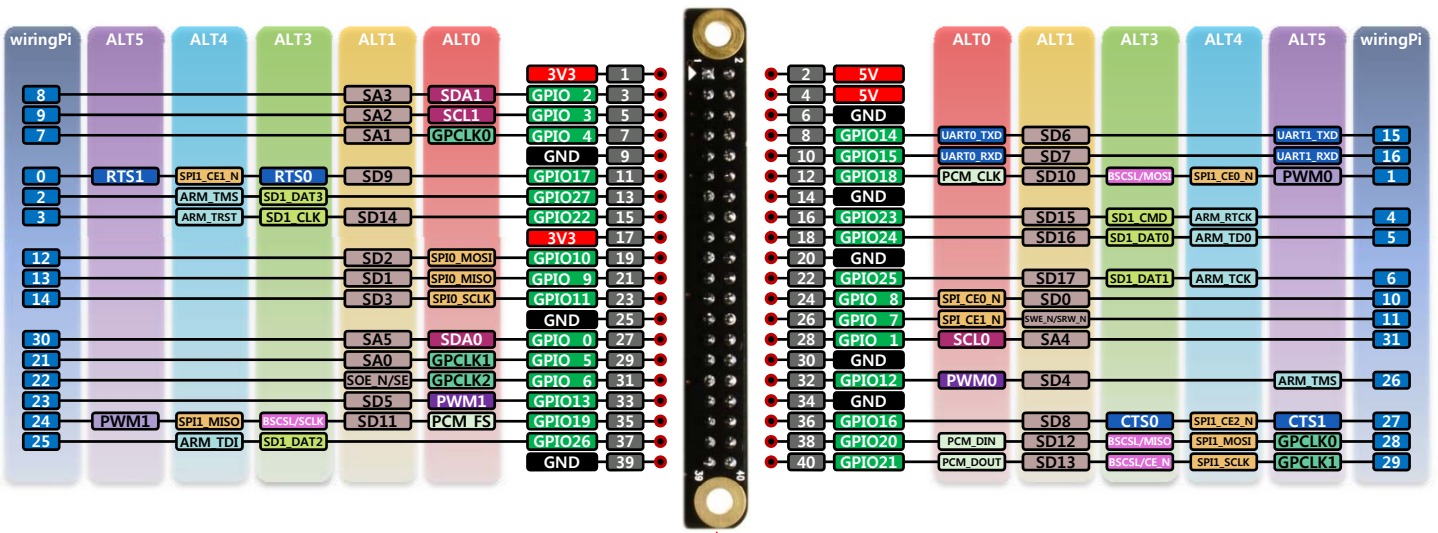 wiringPi ALT5 ALT4 ALT3 ALT1 ALT0 ALT0 ALT1 ALT3 ALT4 ALT5 wiringPi
1 2
3V3 1 2 5V
8 SA3 SDA1 GPIO 2 3 4 5V
9 SA2 SCL1 GPIO 3 5 6 GND
7 SA1 GPCLK0 GPIO 4 7 8 GPIO14 UART0_TXD SD6 UART1_TXD 15
GND 9 10 GPIO15 UART0_RXD SD7 UART1_RXD 16
0 RTS1 SPI1_CE1_N RTS0 SD9 GPIO17 11 12 GPIO18 PCM_CLK SD10 BSCSL/MOSI SPI1_CE0_N PWM0 1
2 ARM_TMS SD1_DAT3 GPIO27 13 14 GND
3 ARM_TRST SD1_CLK SD14 GPIO22 15 16 GPIO23 SD15 SD1_CMD ARM_RTCK 4
3V3 17 18 GPIO24 SD16 SD1_DAT0 ARM_TD0 5
12 SD2 SPI0_MOSI GPIO10 19 20 GND
13 SD1 SPI0_MISO GPIO 9 21 22 GPIO25 SD17 SD1_DAT1 ARM_TCK 6
14 SD3 SPI0_SCLK GPIO11 23 24 GPIO 8 SPI_CE0_N SD0 10
GND 25 26 GPIO 7 SPI_CE1_N SWE_N/SRW_N 11
30 SA5 SDA0 GPIO 0 27 28 GPIO 1 SCL0 SA4 31
21 SA0 GPCLK1 GPIO 5 29 30 GND
22 SOE_N/SE GPCLK2 GPIO 6 31 32 GPIO12 PWM0 SD4 ARM_TMS 26
23 SD5 PWM1 GPIO13 33 34 GND
24 PWM1 SPI1_MISO BSCSL/SCLK SD11 PCM_FS GPIO19 35 36 GPIO16 SD8 CTS0 SPI1_CE2_N CTS1 27
25 ARM_TDI SD1_DAT2 GPIO26 37 38 GPIO20 PCM_DIN SD12 BSCSL/MISO SPI1_MOSI GPCLK0 28
GND 39 40 GPIO21 PCM_DOUT SD13 BSCSL/CE_N SPI1_SCLK GPCLK1 29
39 40